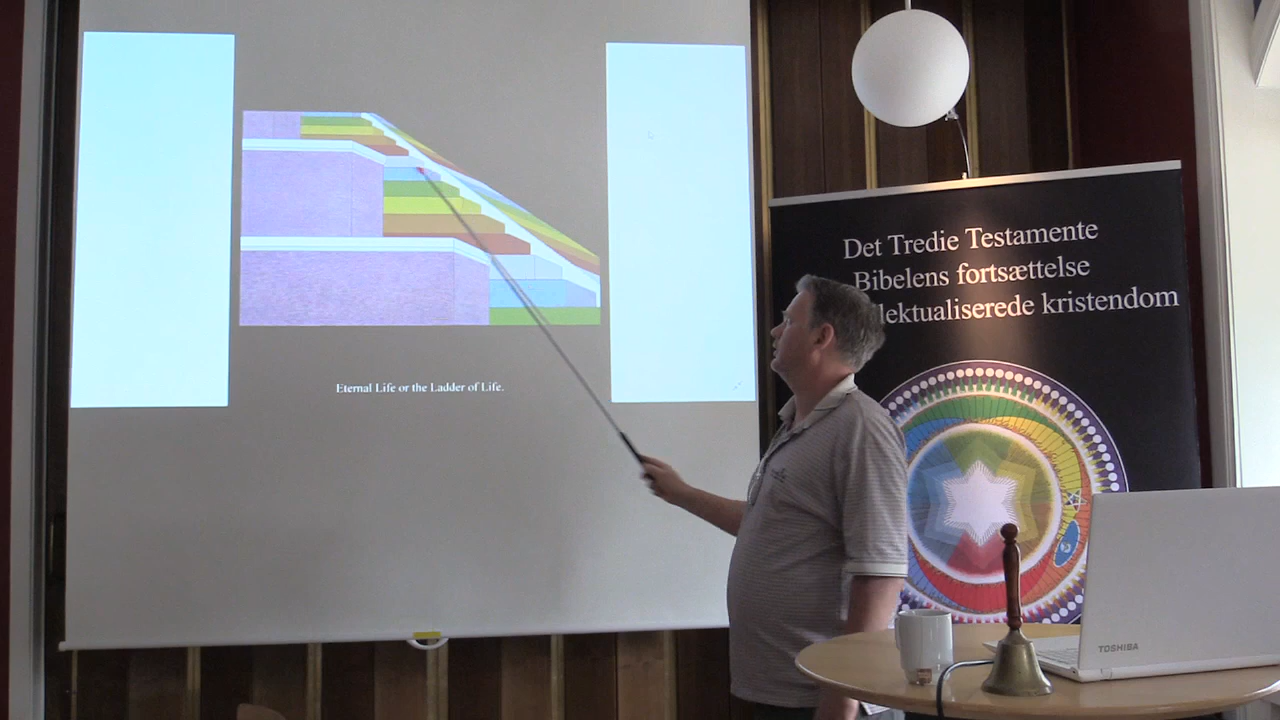 Eternal Life or the Ladder of Life.
Det Tredie Testamente
Bibelens fortsættelse
lektualiserede kristendom
TOSHIBA